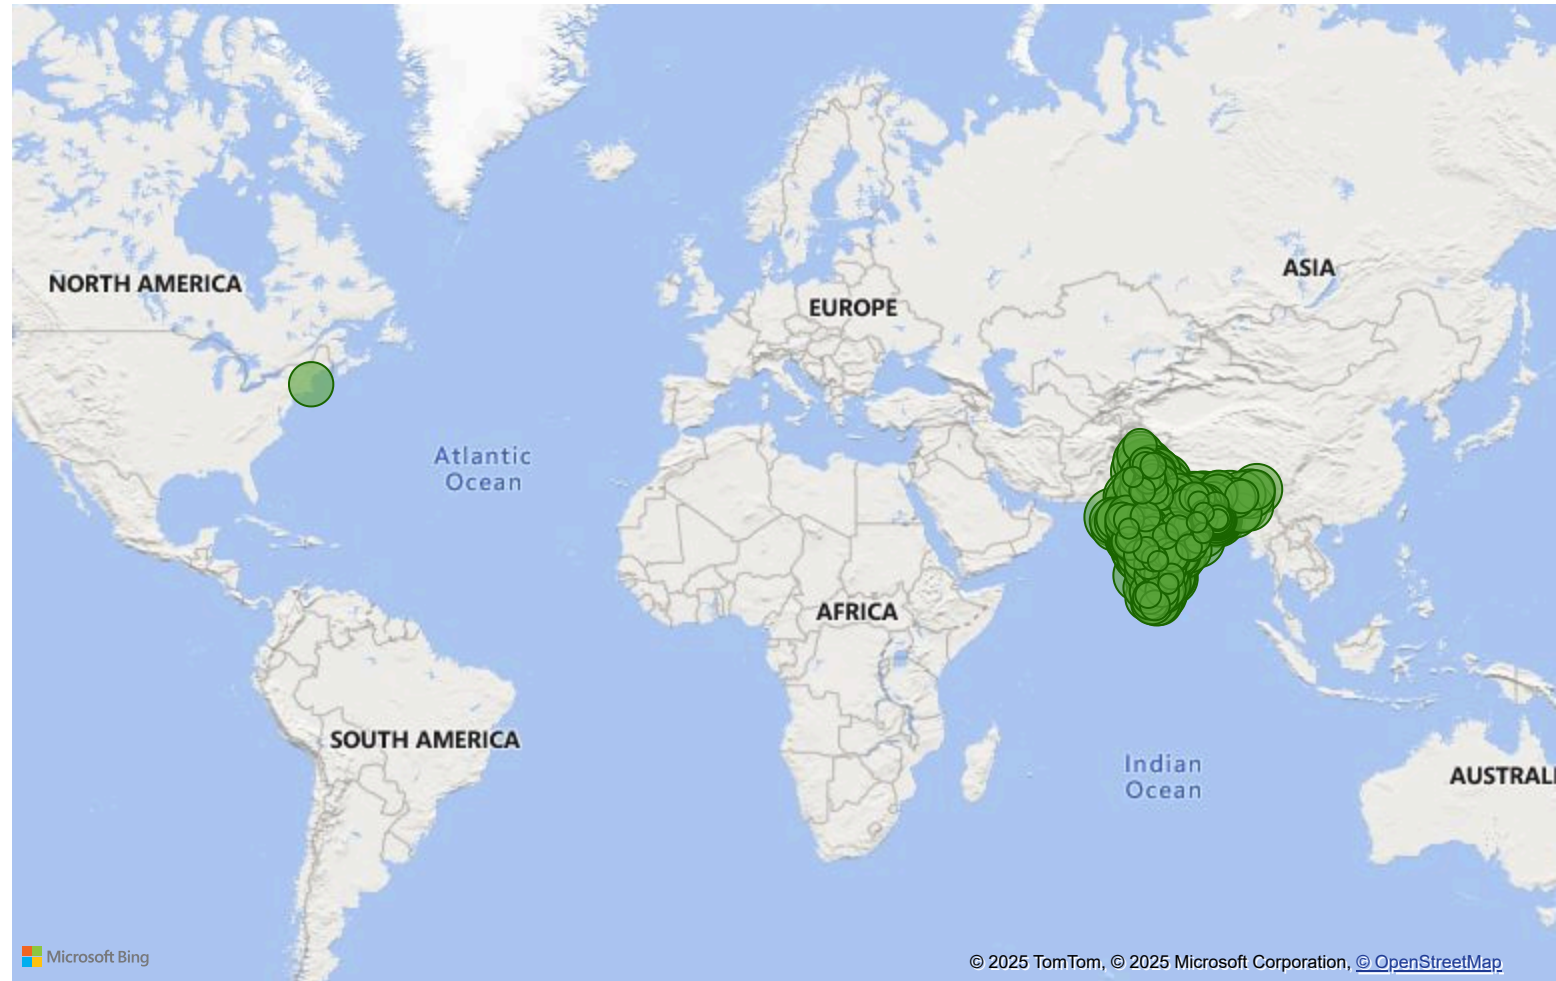 NORTH AMERICA
ASIA
EUROPE
Atlantic
Ocean
AFRICA
SOUTH AMERICA
Indian
Ocean
AUSTRALI
Microsoft Bing
© 2025 TomTom, © 2025 Microsoft Corporation, © OpenStreetMap